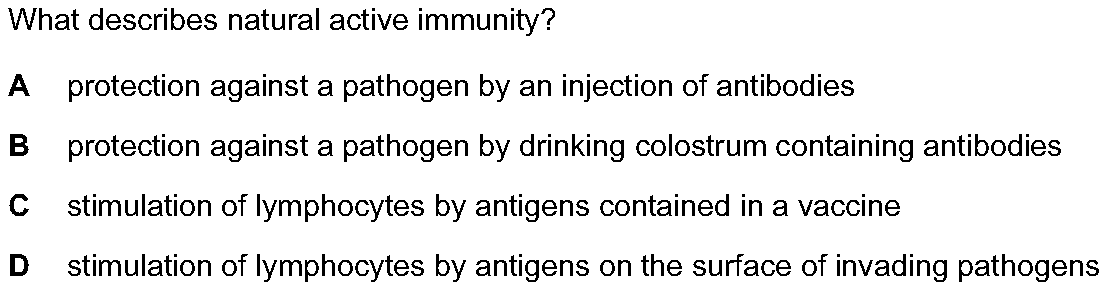 What describes natural active immunity?
A protection against a pathogen by an injection of antibodies
B protection against a pathogen by drinking colostrum containing antibodies
C stimulation of lymphocytes by antigens contained in a vaccine
D stimulation of lymphocytes by antigens on the surface of invading pathogens